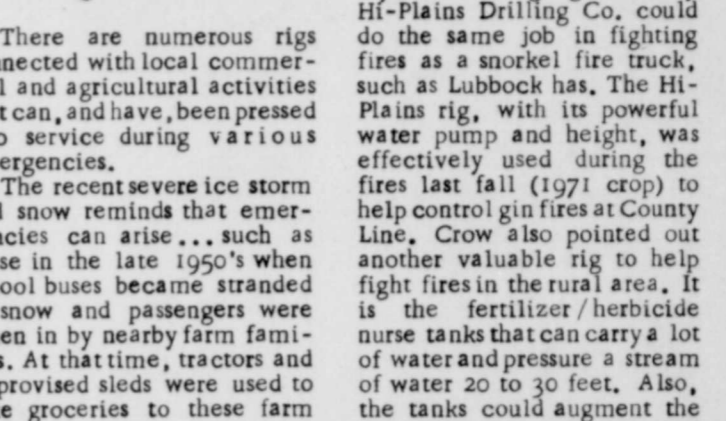 There are numerous rigs
nnected with local commer-
l and agricultural activities
t can, and have, been pressed
o service during various
ergencies.
The recent severe ice storm
l snow reminds that emer-
ncies can arise... such as
se in the late 1950's when
ool buses became stranded
snow and passengers were
en in by nearby farm fami-
s. At that time, tractors and
provised sleds were used to
e groceries to these farm
Hi-Plains Drilling Co. could
do the same job in fighting
fires as a snorkel fire truck,
such as Lubbock has. The Hi-
Plains rig, with its powerful
water pump and height, was
effectively used during the
fires last fall (1971 crop) to
help control gin fires at County
Line. Crow also pointed out
another valuable rig to help
fight fires in the rural area. It
is the fertilizer/herbicide
nurse tanks that can carry a lot
of water and pressure a stream
of water 20 to 30 feet. Also,
the tanks could augment the